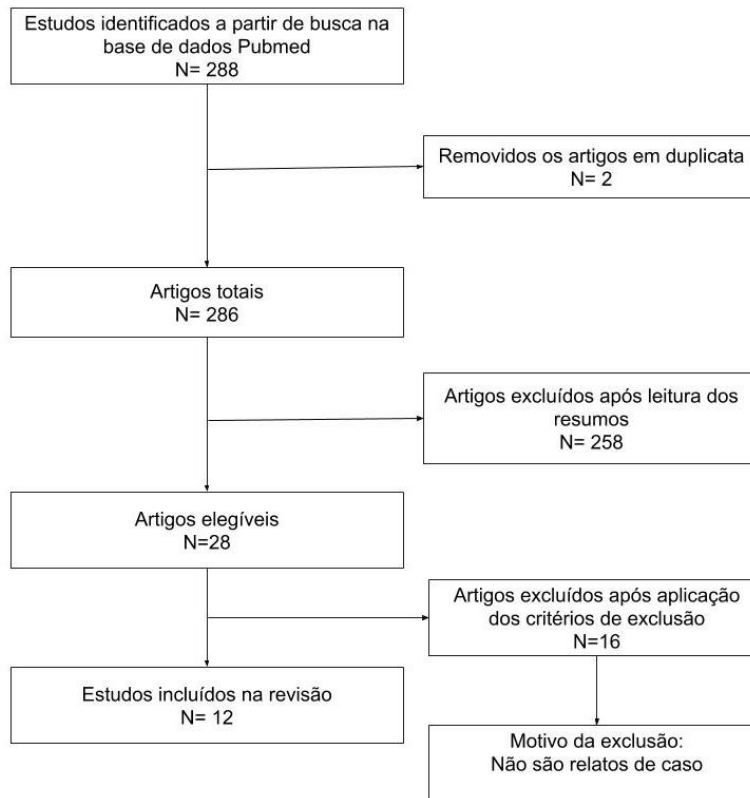 Estudos identificados a partir de busca na
base de dados Pubmed
N= 288
Removidos os artigos em duplicata
N= 2
Artigos totais
N= 286
Artigos excluídos após leitura dos
resumos
N= 258
Artigos elegíveis
N=28
Artigos excluídos após aplicação
dos critérios de exclusão
N=16
Estudos incluídos na revisão
N= 12
Motivo da exclusão:
Não são relatos de caso